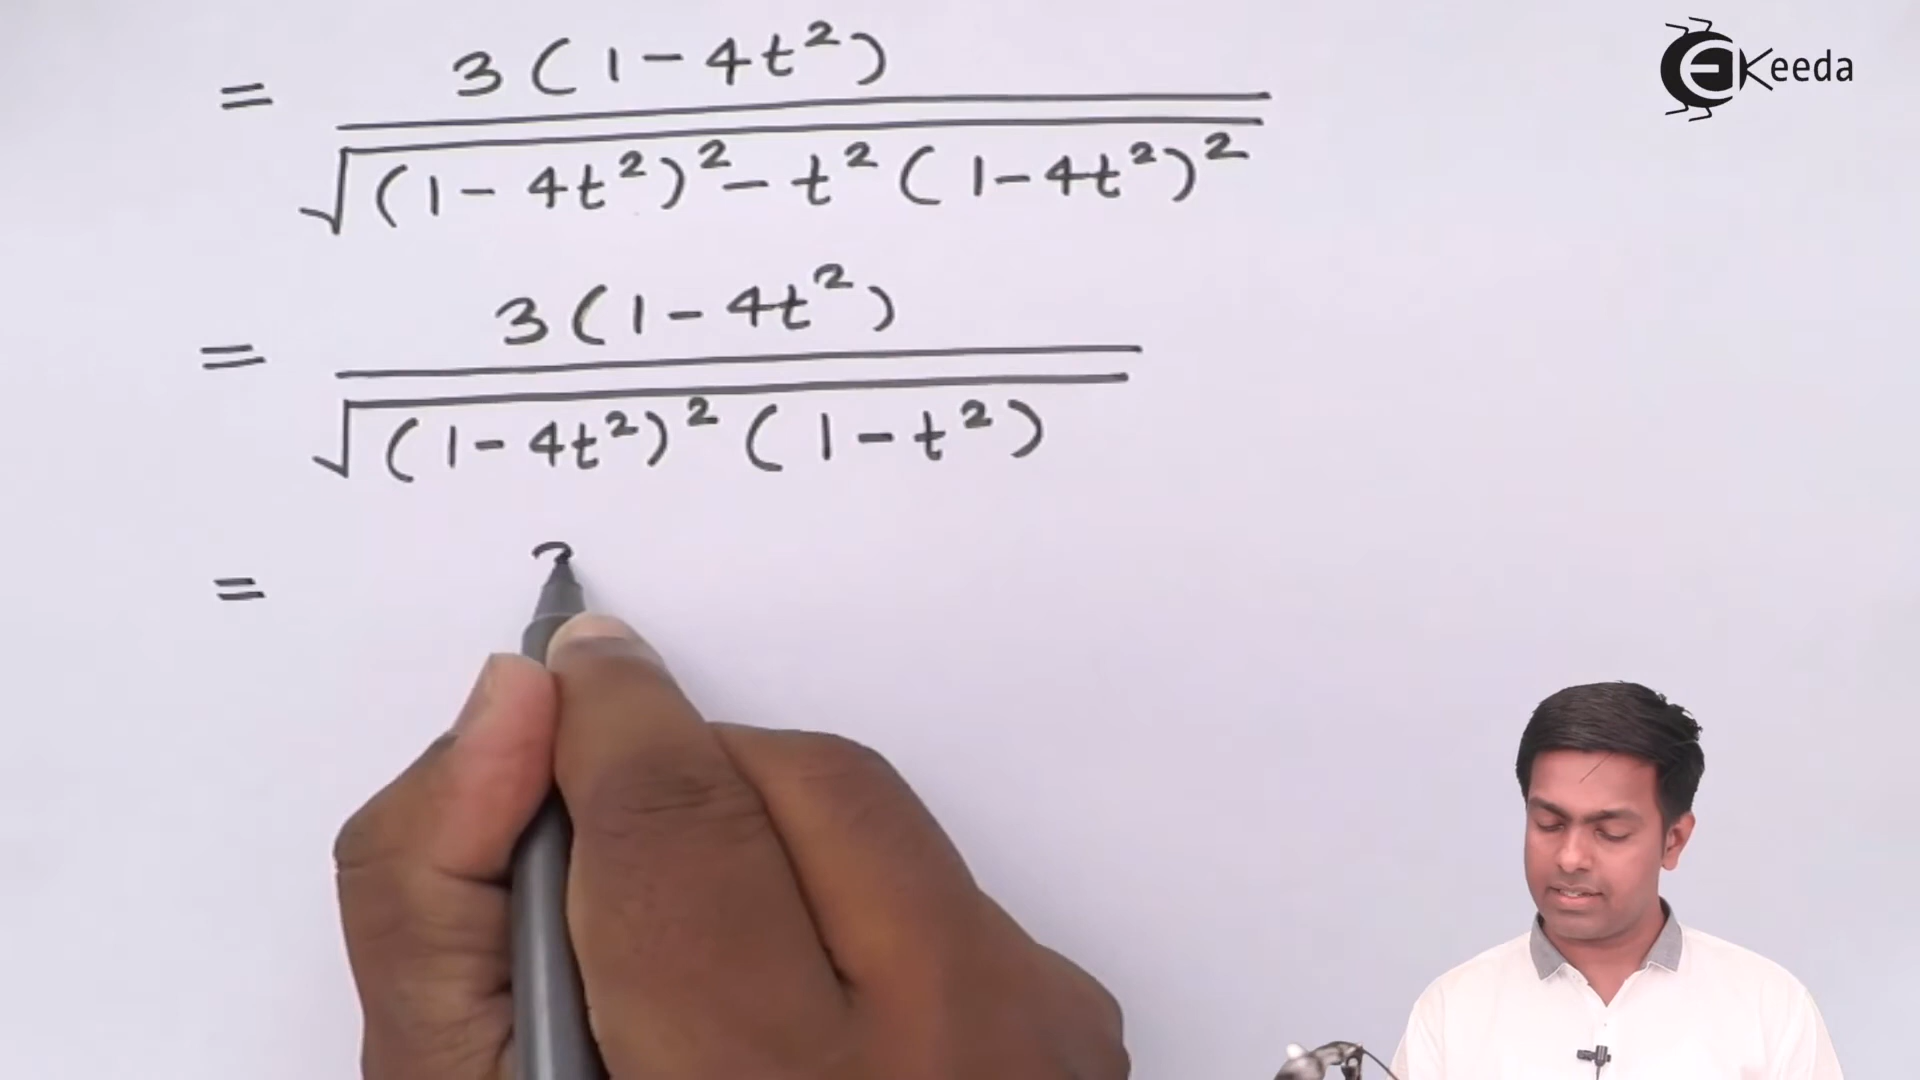 EKeeda
= 3(1-4t²)
√(1-4t²)²-t²(1-4t²)²
= 3(1-4t²)
√(1-4t²)²(1-t²)
= 3